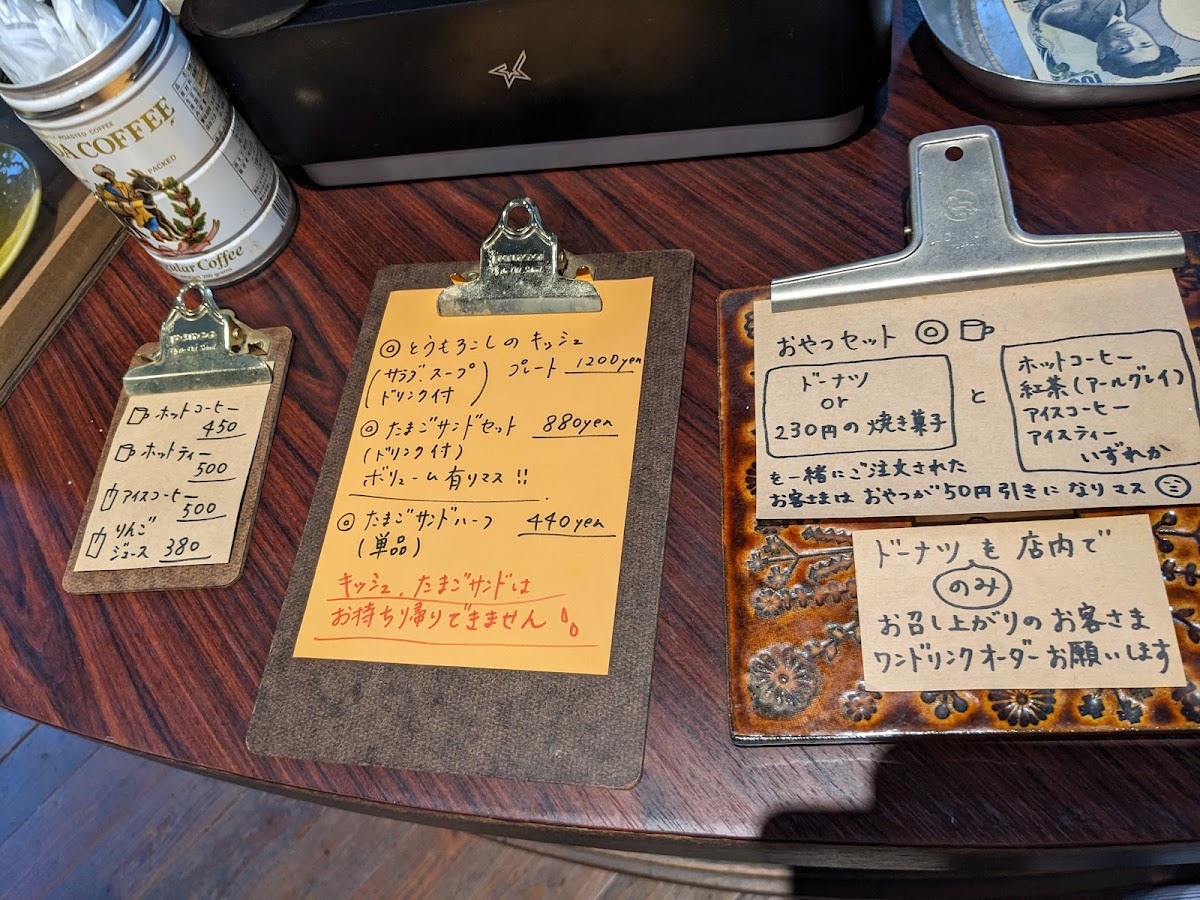 ROASTED COFFEE
DA COFFEE
PACKED
ular Coffee
ホットコーヒー
450
ホットティー
500
アイスコーヒー
500
りんご
ジュース 380
◎とうもろこしのキッシュ
(サラダ、スープ
ドリンク付)
プレート 1200yen
◎たまごサンドセット 880yen
(ドリンク付)
ボリューム有リマス!!
◎たまごサンドハーフ 440yen
(単品)
キッシュ、たまごサンドは
お持ち帰りできません
おやつセット
ドーナツ
or
230円の焼き菓子
と
ホットコーヒー
紅茶(アールグレイ)
アイスコーヒー
アイスティー
いずれか
を一緒にご注文された
お客さまはおやつが50円引きになりマス
ドーナツのみを店内で
お召し上がりのお客さま
ワンドリンクオーダーお願いします